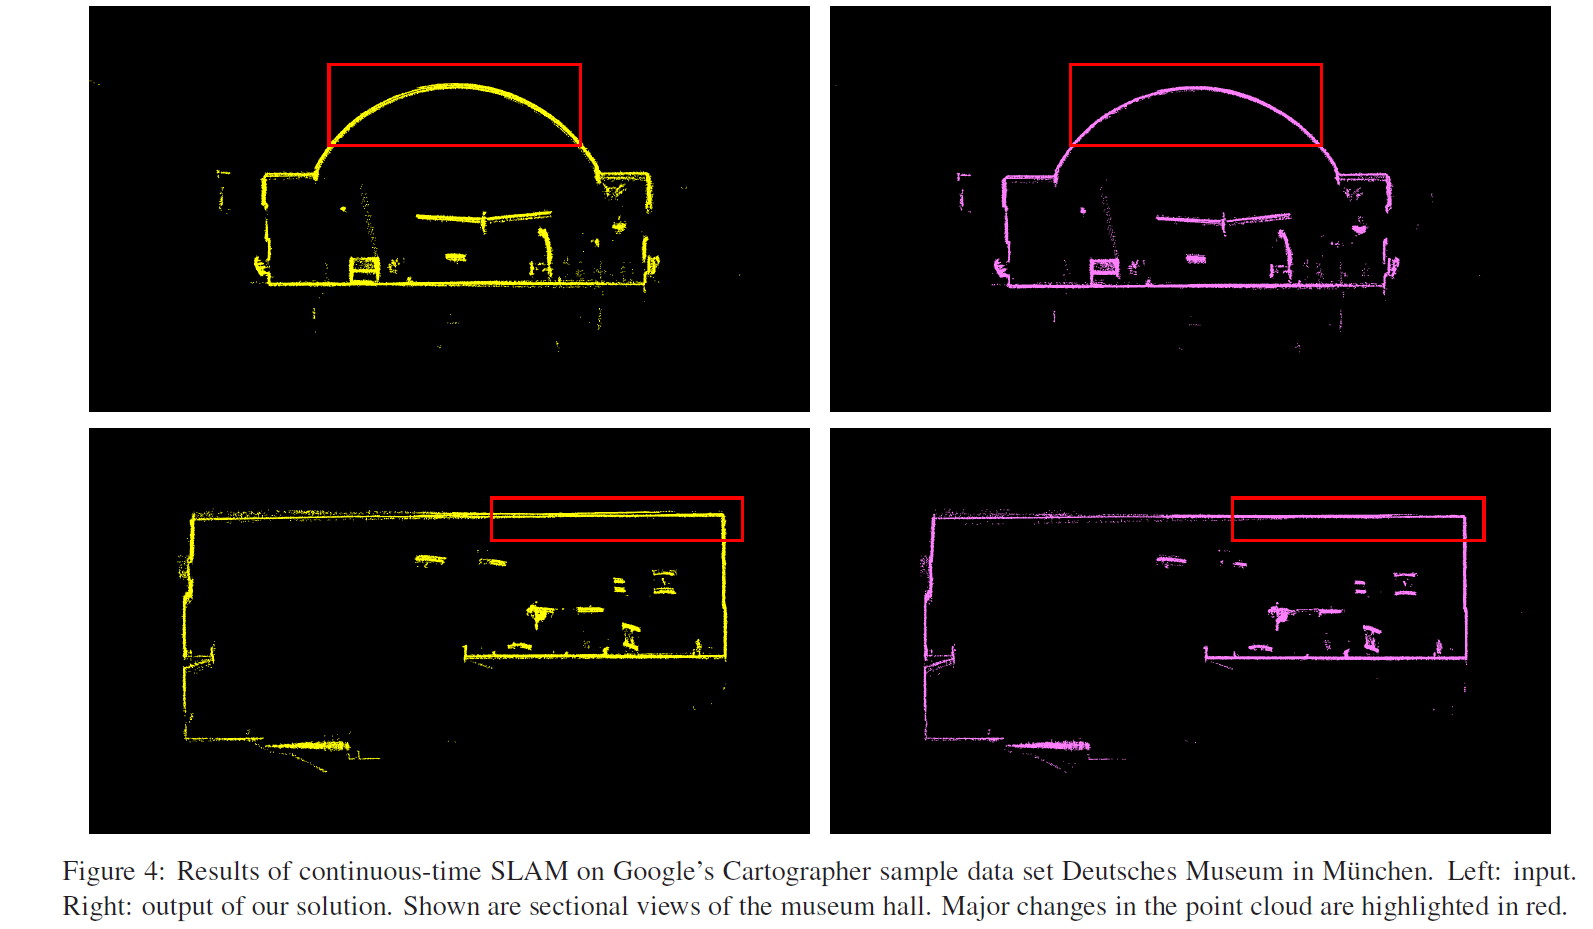 Figure 4: Results of continuous-time SLAM on Google's Cartographer sample data set Deutsches Museum in München. Left: input.
Right: output of our solution. Shown are sectional views of the museum hall. Major changes in the point cloud are highlighted in red.